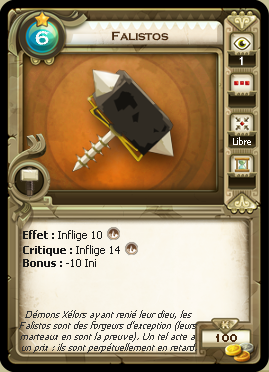 Falistos
6
1
Libre
Effet : Inflige 10
Critique : Inflige 14
Bonus : -10 Ini
Démons Xélors ayant renié leur dieu, les
Falistos sont des forgeurs d'exception (leurs
marteaux en sont la preuve). Un tel acte a
un prix : ils sont perpétuellement en retard
K
100